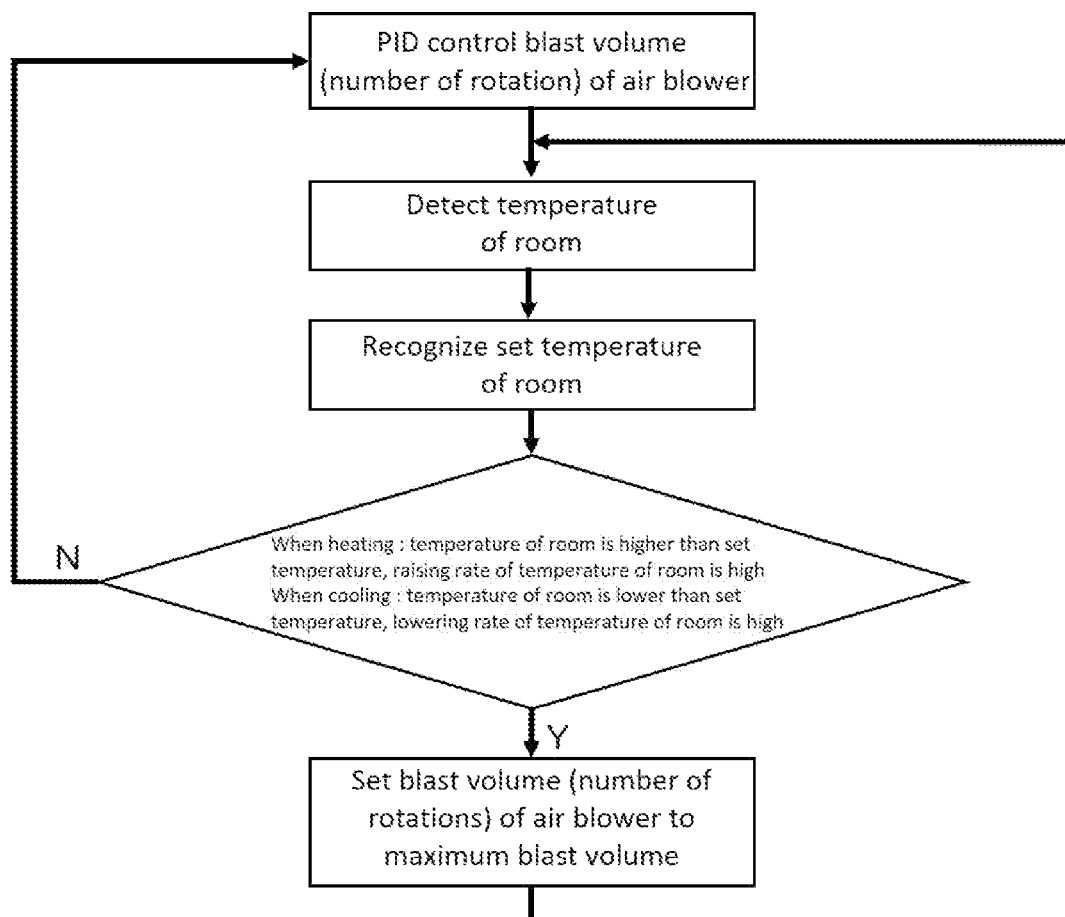 PID control blast volume
(number of rotation) of air blower
Detect temperature
of room
Recognize set temperature
of room
When heating : temperature of room is higher than set
temperature, raising rate of temperature of room is high
When cooling : temperature of room is lower than set
temperature, lowering rate of temperature of room is high
N
Y
Set blast volume (number of
rotations) of air blower to
maximum blast volume